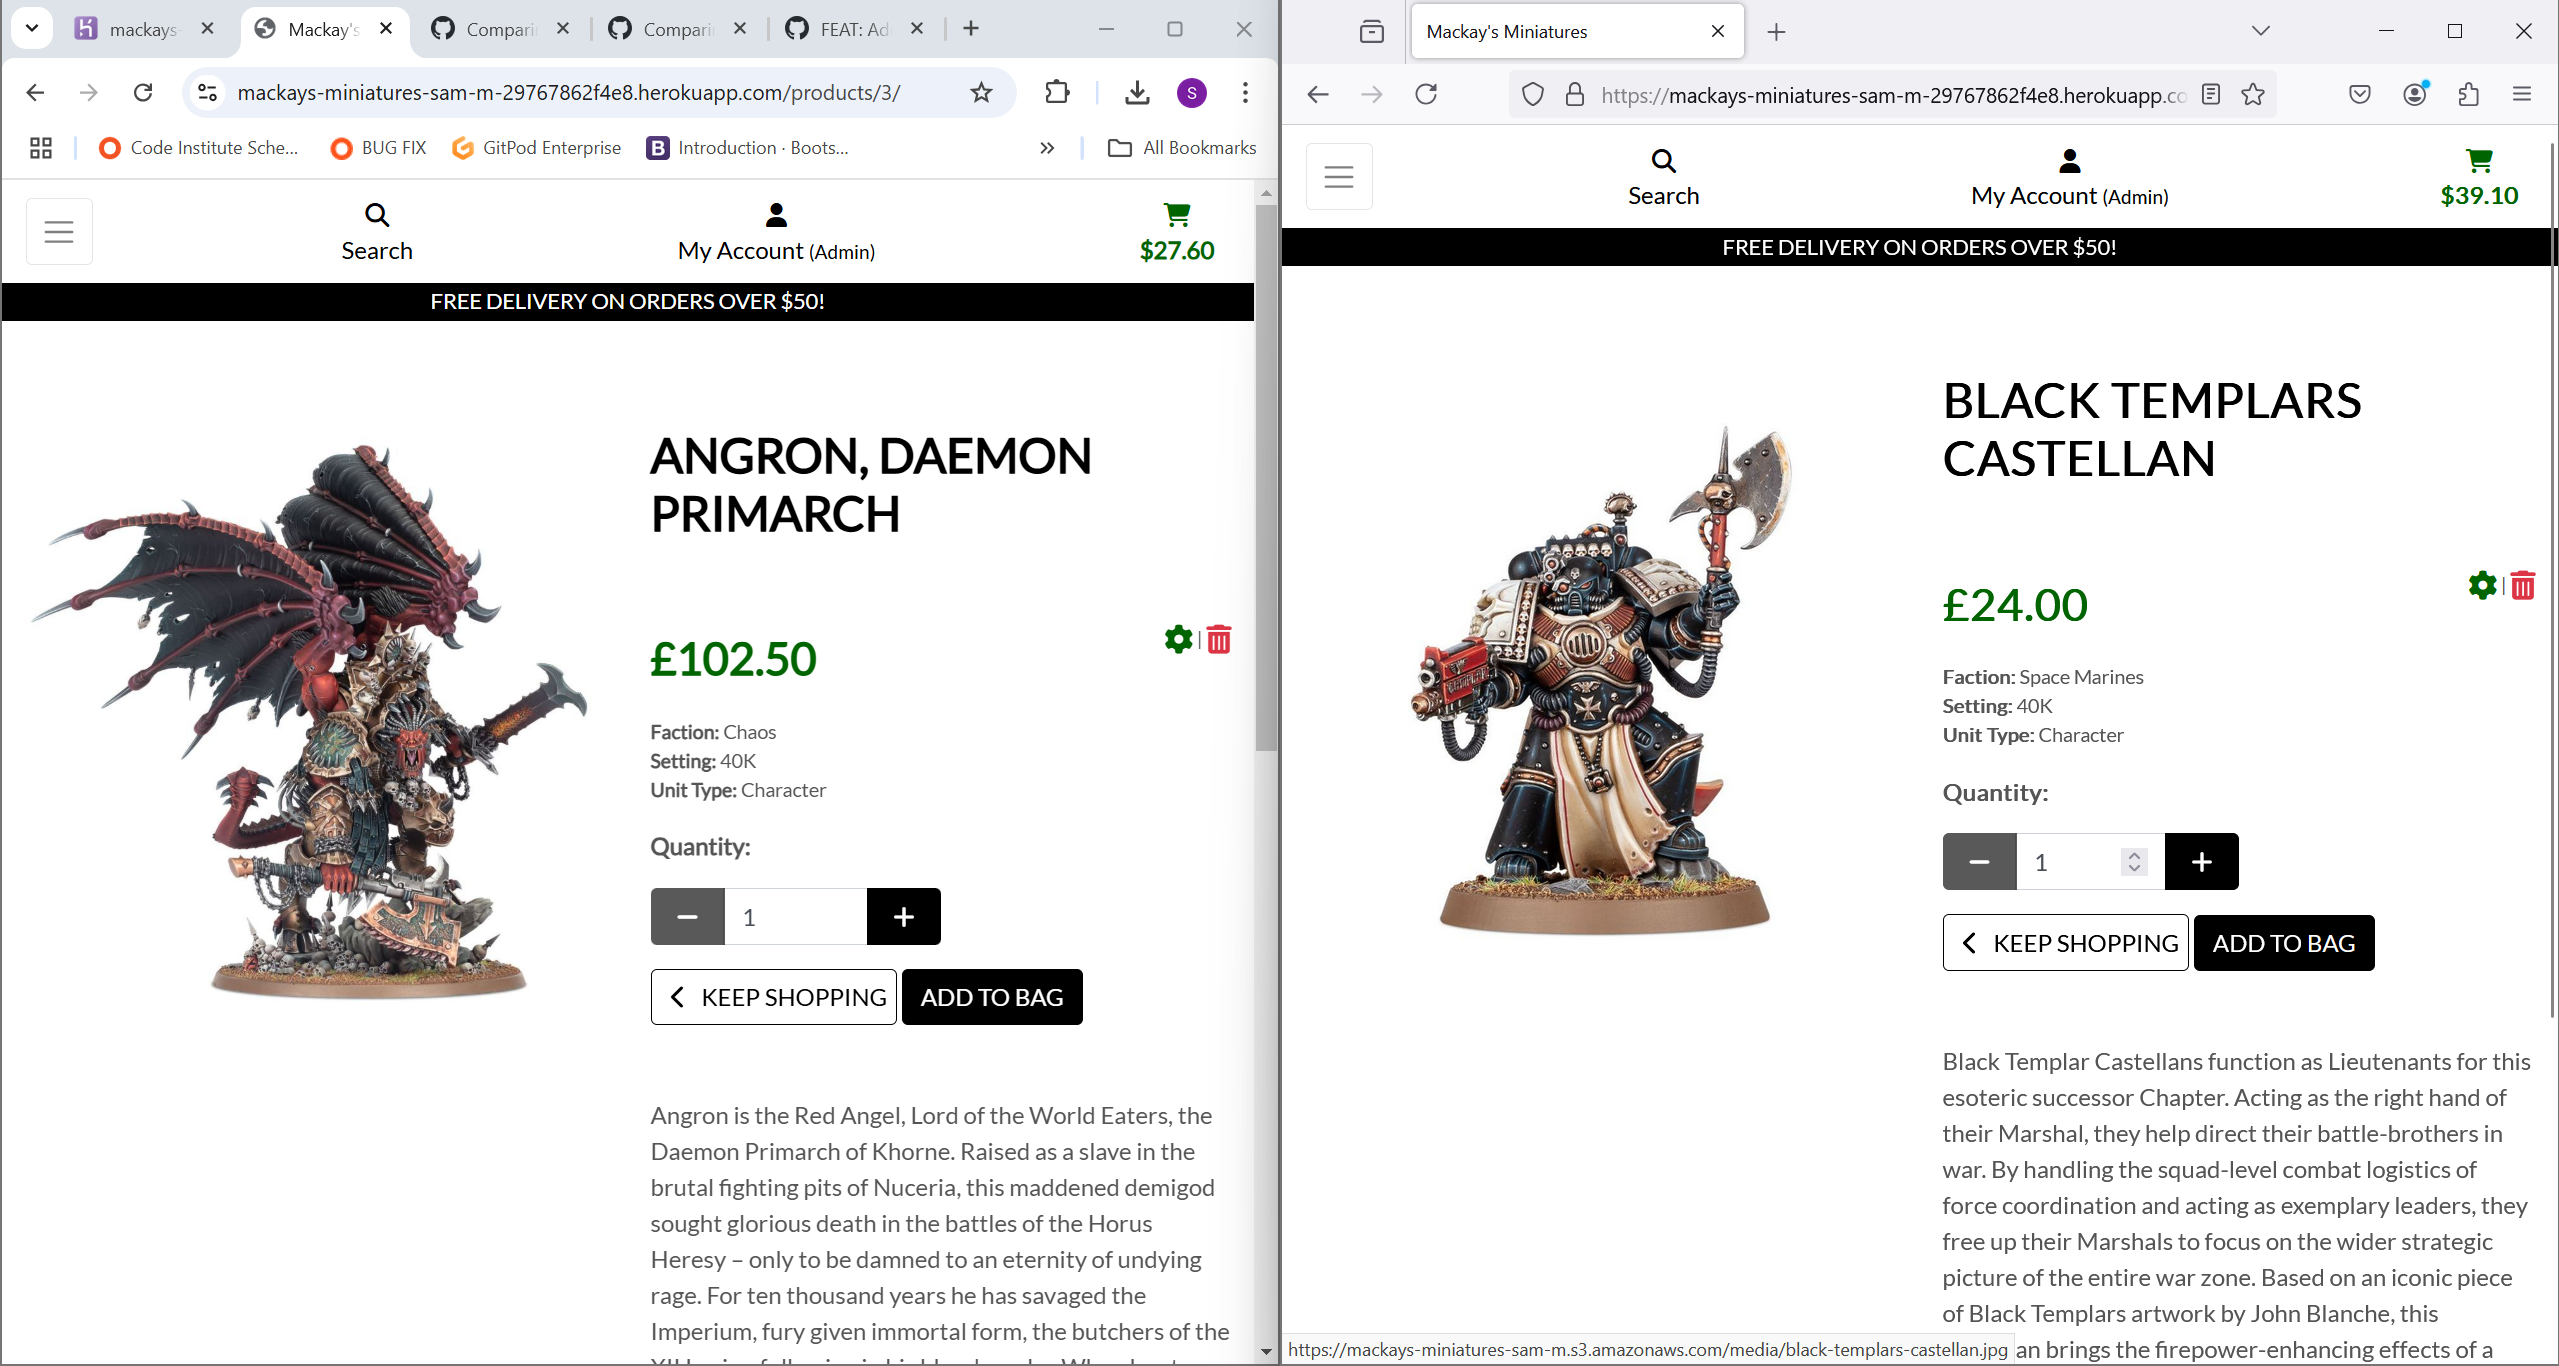 mackays-
Mackay's
Compari
Compari
FEAT: Ad
mackays-miniatures-sam-m-29767862f4e8.herokuapp.com/products/3/
S
Code Institute Sche...
BUG FIX
GitPod Enterprise
B
Introduction · Boots...
All Bookmarks
Search
My Account (Admin)
$27.60
FREE DELIVERY ON ORDERS OVER $50!
ANGRON, DAEMON
PRIMARCH
£102.50
Faction: Chaos
Setting: 40K
Unit Type: Character
Quantity:
1
KEEP SHOPPING
ADD TO BAG
Angron is the Red Angel, Lord of the World Eaters, the
Daemon Primarch of Khorne. Raised as a slave in the
brutal fighting pits of Nuceria, this maddened demigod
sought glorious death in the battles of the Horus
Heresy – only to be damned to an eternity of undying
rage. For ten thousand years he has savaged the
Imperium, fury given immortal form, the butchers of the
Mackay's Miniatures
https://mackays-miniatures-sam-m-29767862f4e8.herokuapp.co
Search
My Account (Admin)
$39.10
FREE DELIVERY ON ORDERS OVER $50!
BLACK TEMPLARS
CASTELLAN
£24.00
Faction: Space Marines
Setting: 40K
Unit Type: Character
Quantity:
1
KEEP SHOPPING
ADD TO BAG
Black Templar Castellans function as Lieutenants for this
esoteric successor Chapter. Acting as the right hand of
their Marshal, they help direct their battle-brothers in
war. By handling the squad-level combat logistics of
force coordination and acting as exemplary leaders, they
free up their Marshals to focus on the wider strategic
picture of the entire war zone. Based on an iconic piece
of Black Templars artwork by John Blanche, this
an brings the firepower-enhancing effects of a
https://mackays-miniatures-sam-m.s3.amazonaws.com/media/black-templars-castellan.jpg